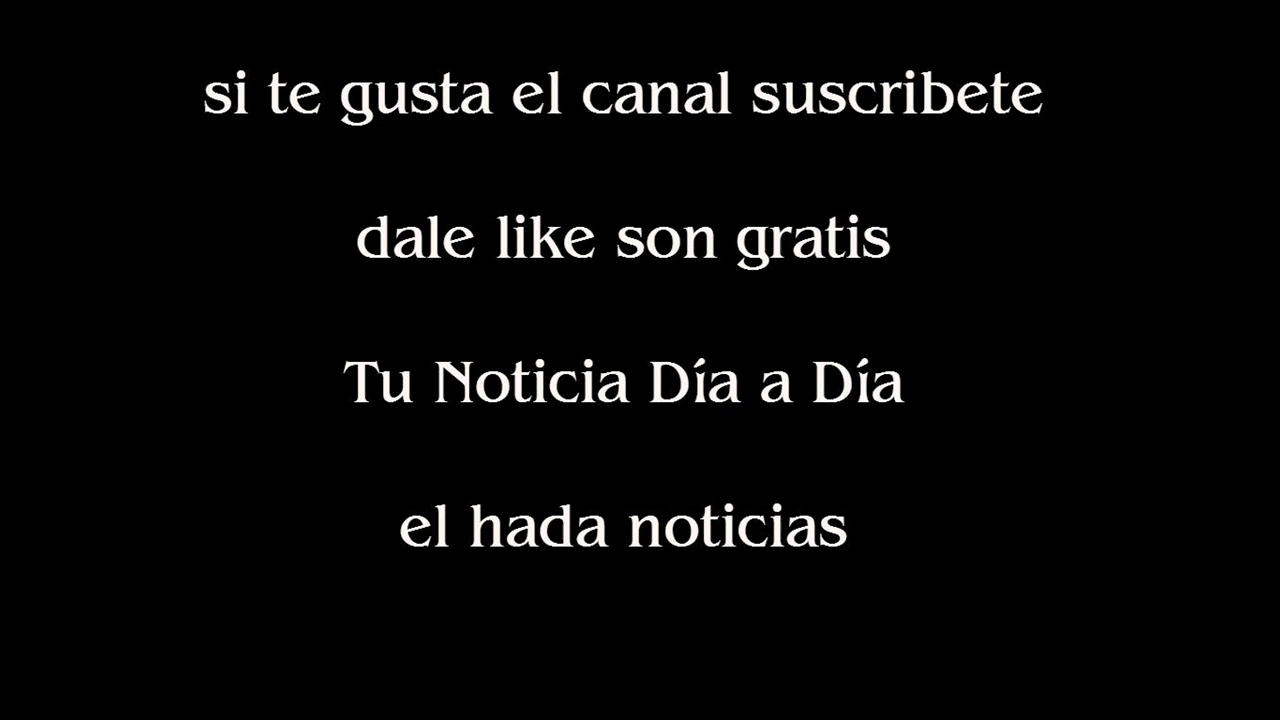 si te gusta el canal suscribete
dale like son gratis
Tu Noticia Día a Día
el hada noticias